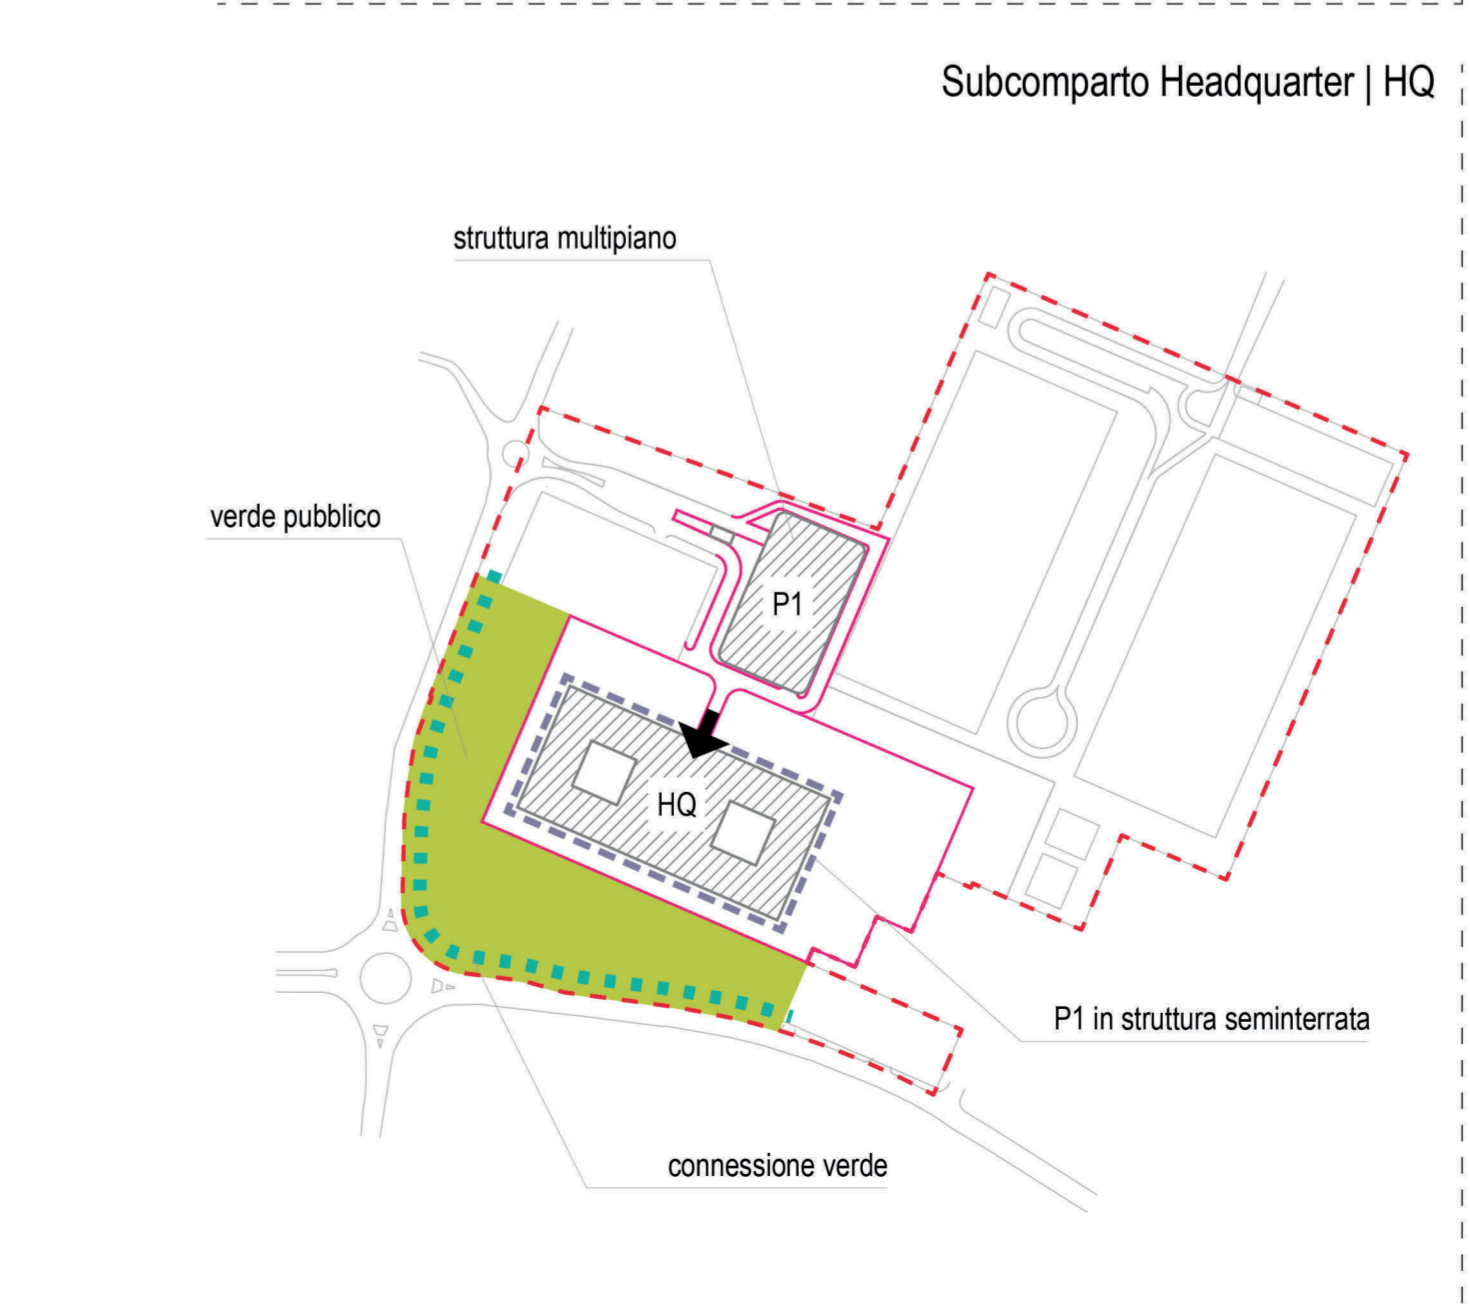 Subcomparto Headquarter | HQ
struttura multipiano
verde pubblico
P1
HQ
P1 in struttura seminterrata
connessione verde